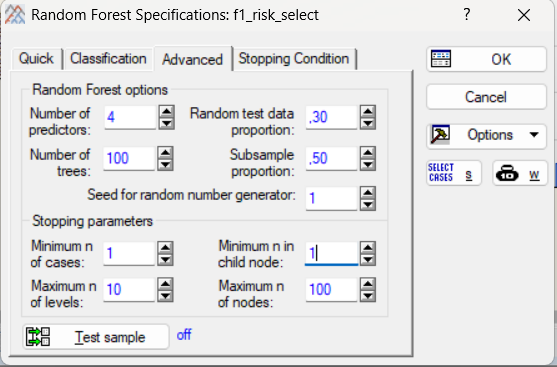 Random Forest Specifications: f1_risk_select
? ×
Quick Classification Advanced Stopping Condition
Random Forest options
Number of predictors: 4
Random test data proportion: .30
Number of trees: 100
Subsample proportion: .50
Seed for random number generator: 1
Stopping parameters
Minimum n of cases: 1
Minimum n in child node: 1
Maximum n of levels: 10
Maximum n of nodes: 100
Test sample off
OK
Cancel
Options
SELECT CASES S
10 w